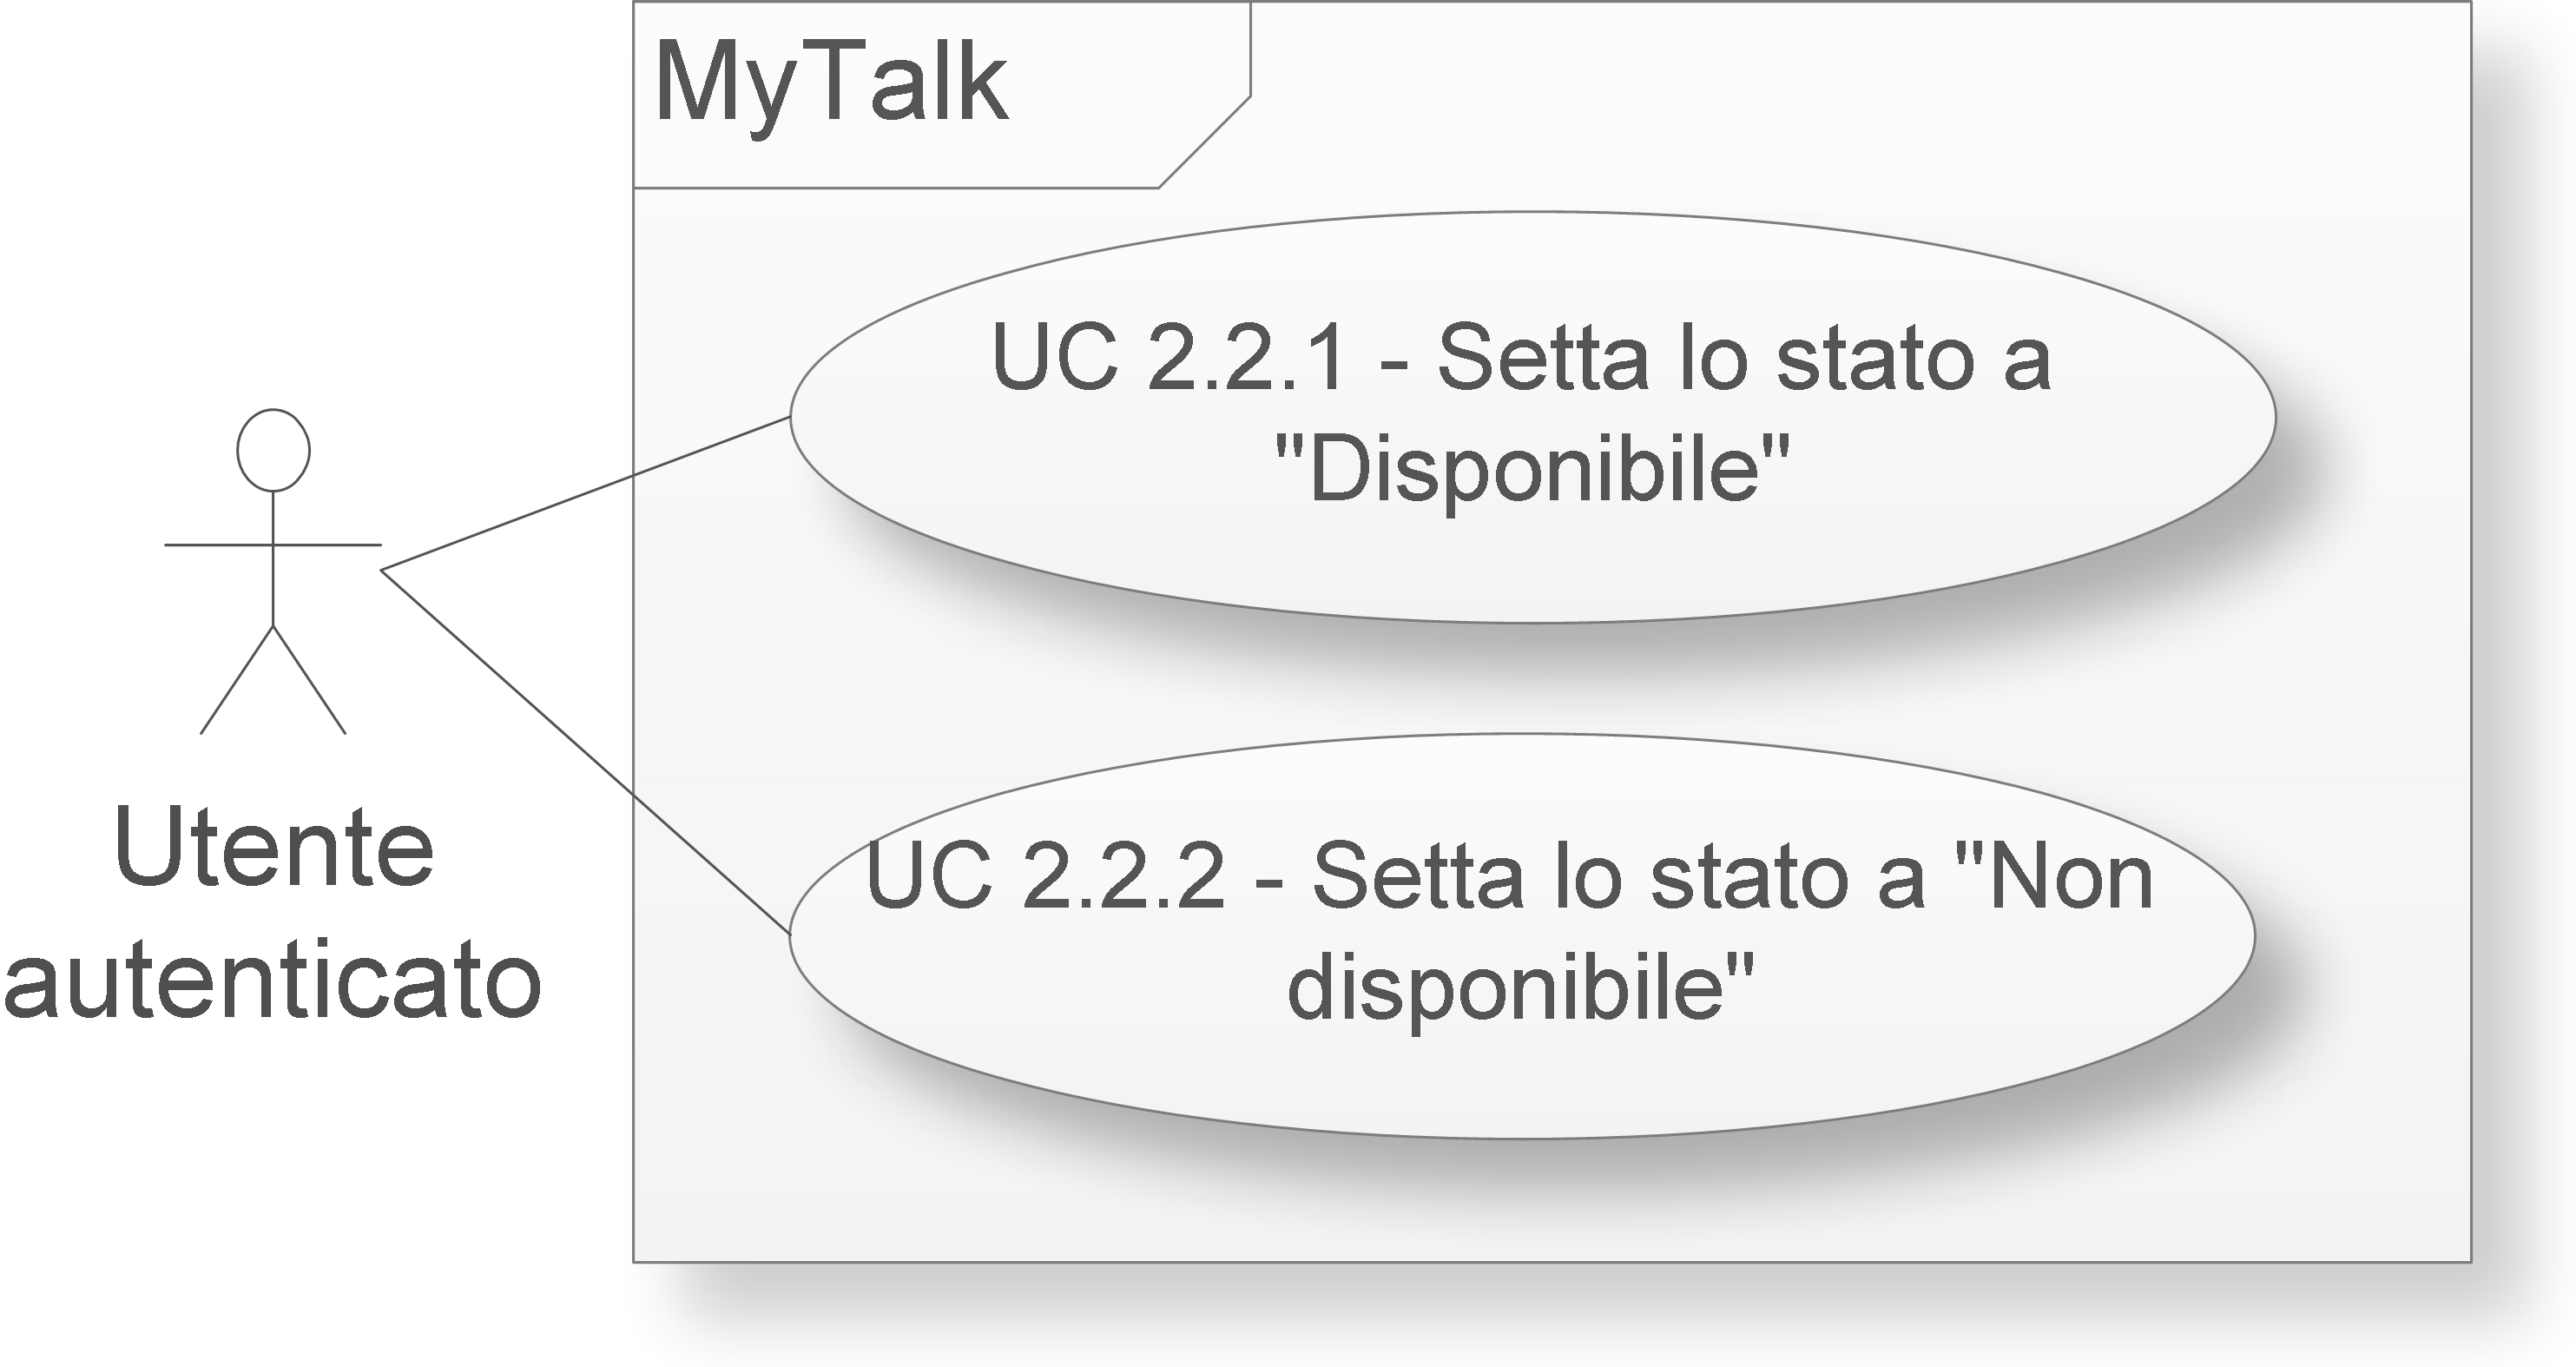 MyTalk
UC 2.2.1 - Setta lo stato a
"Disponibile"
Utente
autenticato
UC 2.2.2 - Setta lo stato a "Non
disponibile"